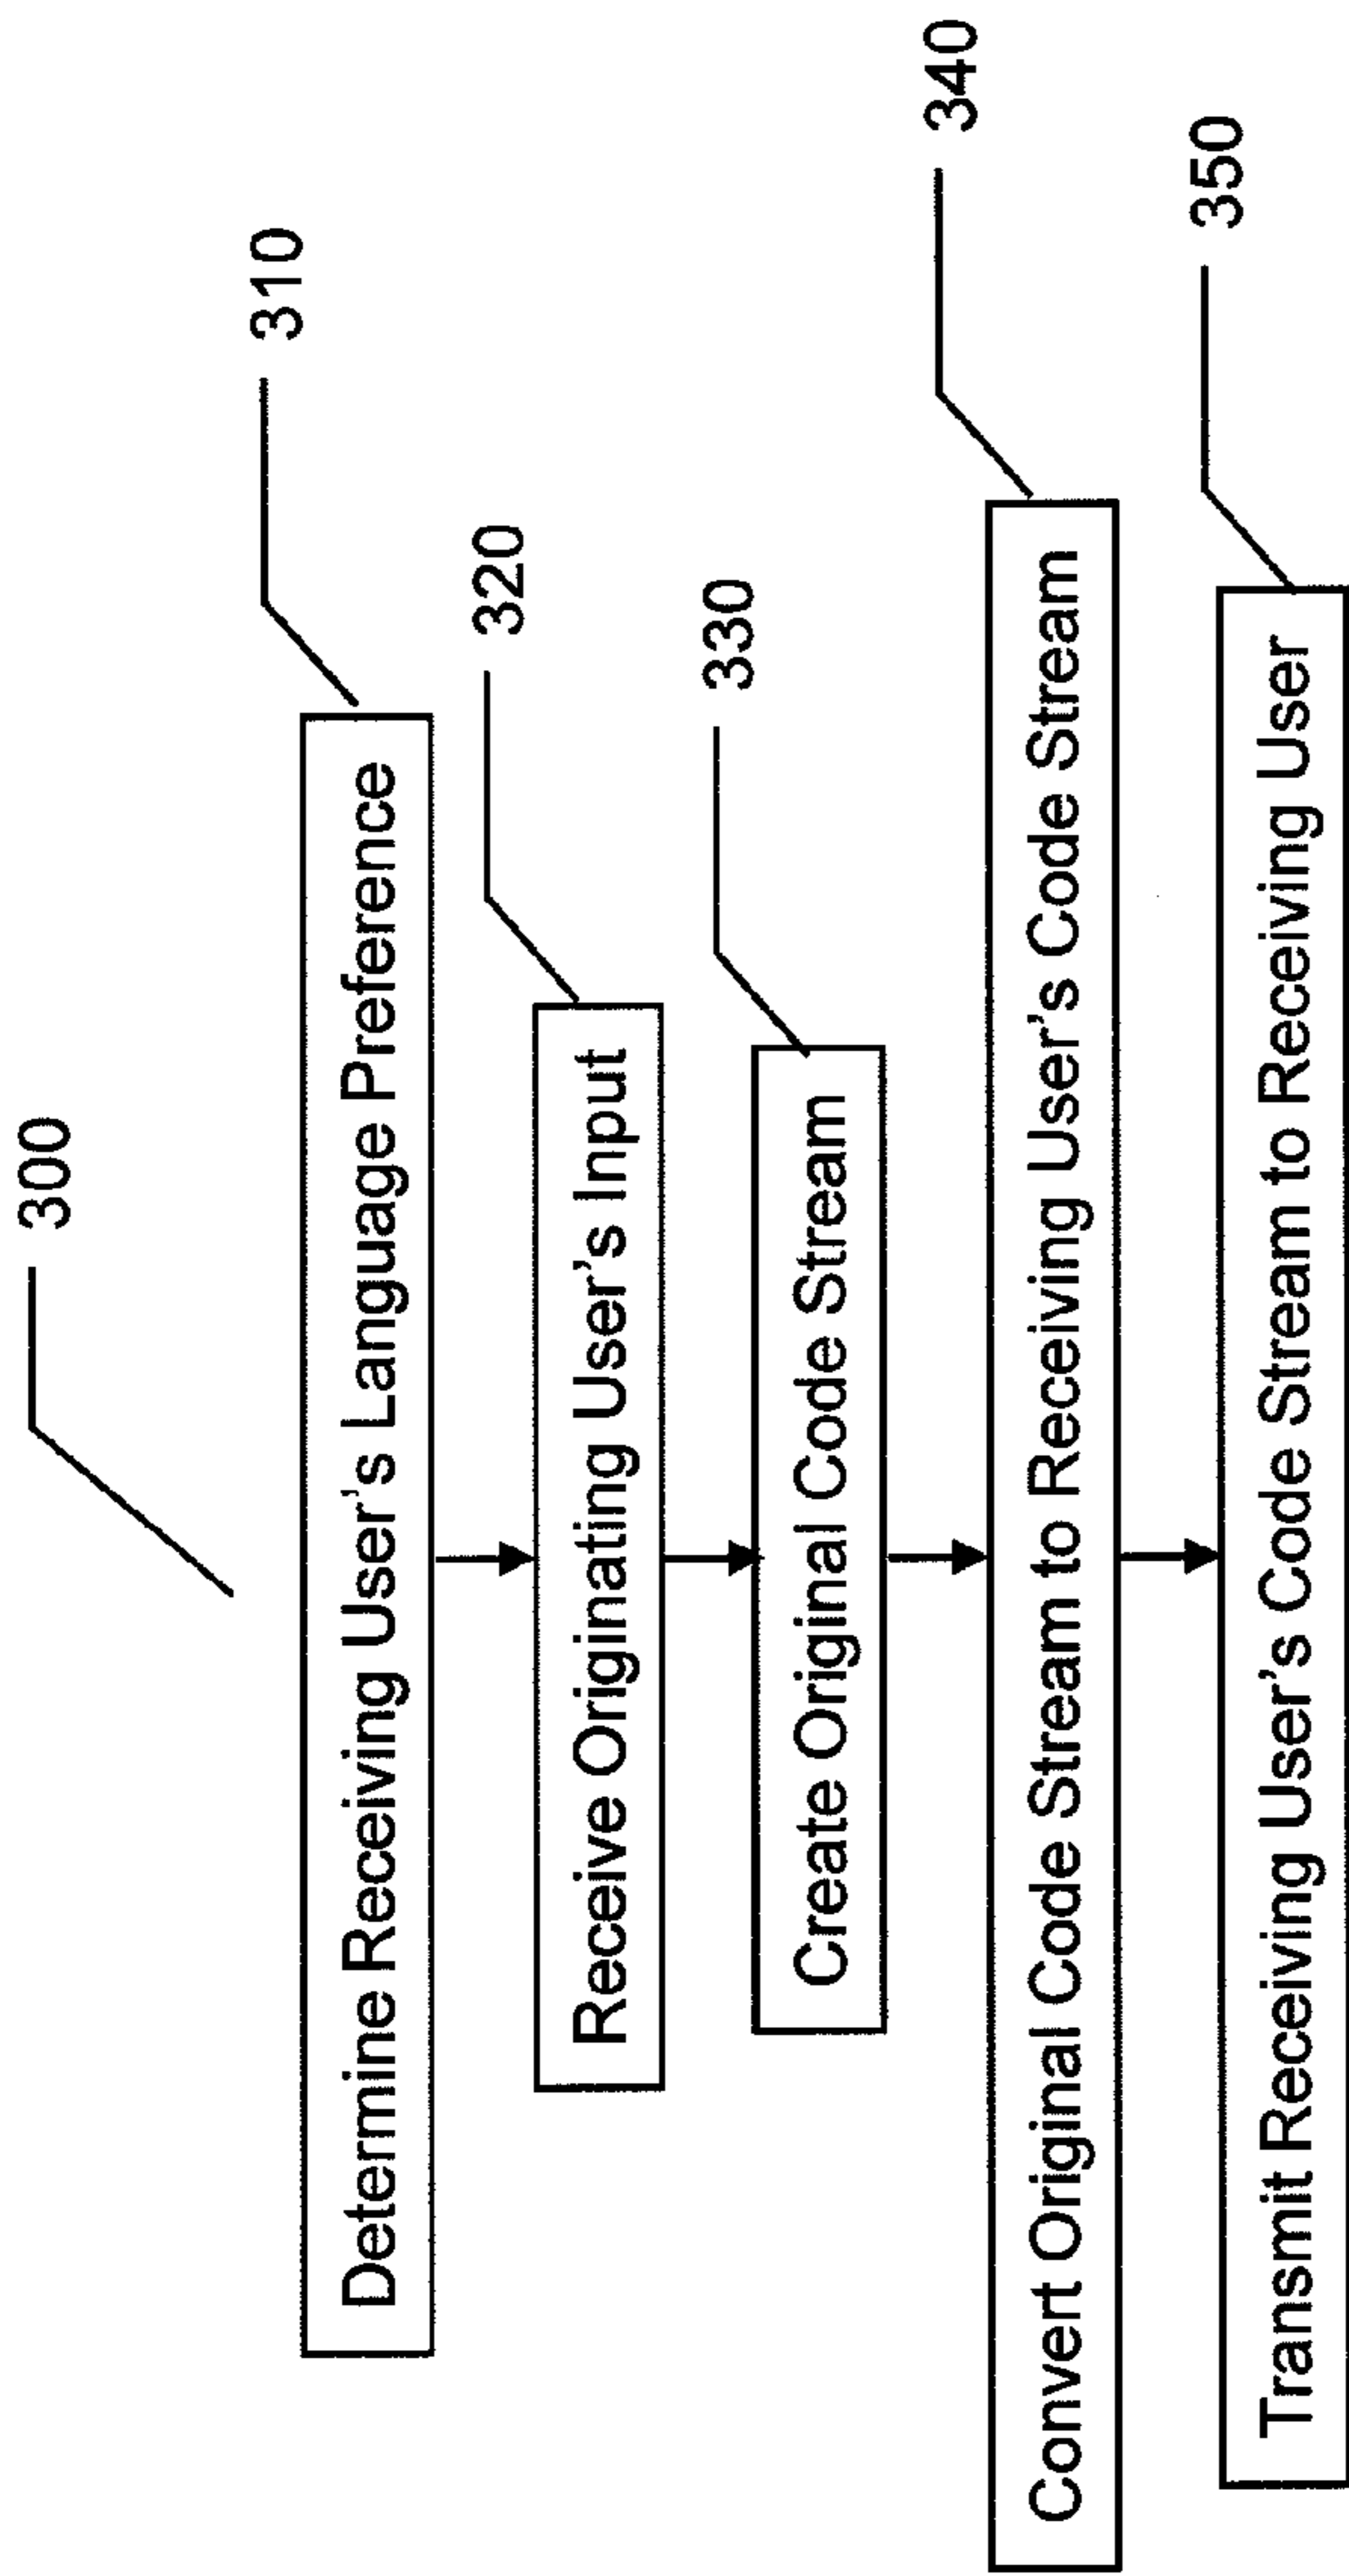 300
310
Determine Receiving User's Language Preference
320
Receive Originating User's Input
330
Create Original Code Stream
340
Convert Original Code Stream to Receiving User's Code Stream
350
Transmit Receiving User's Code Stream to Receiving User